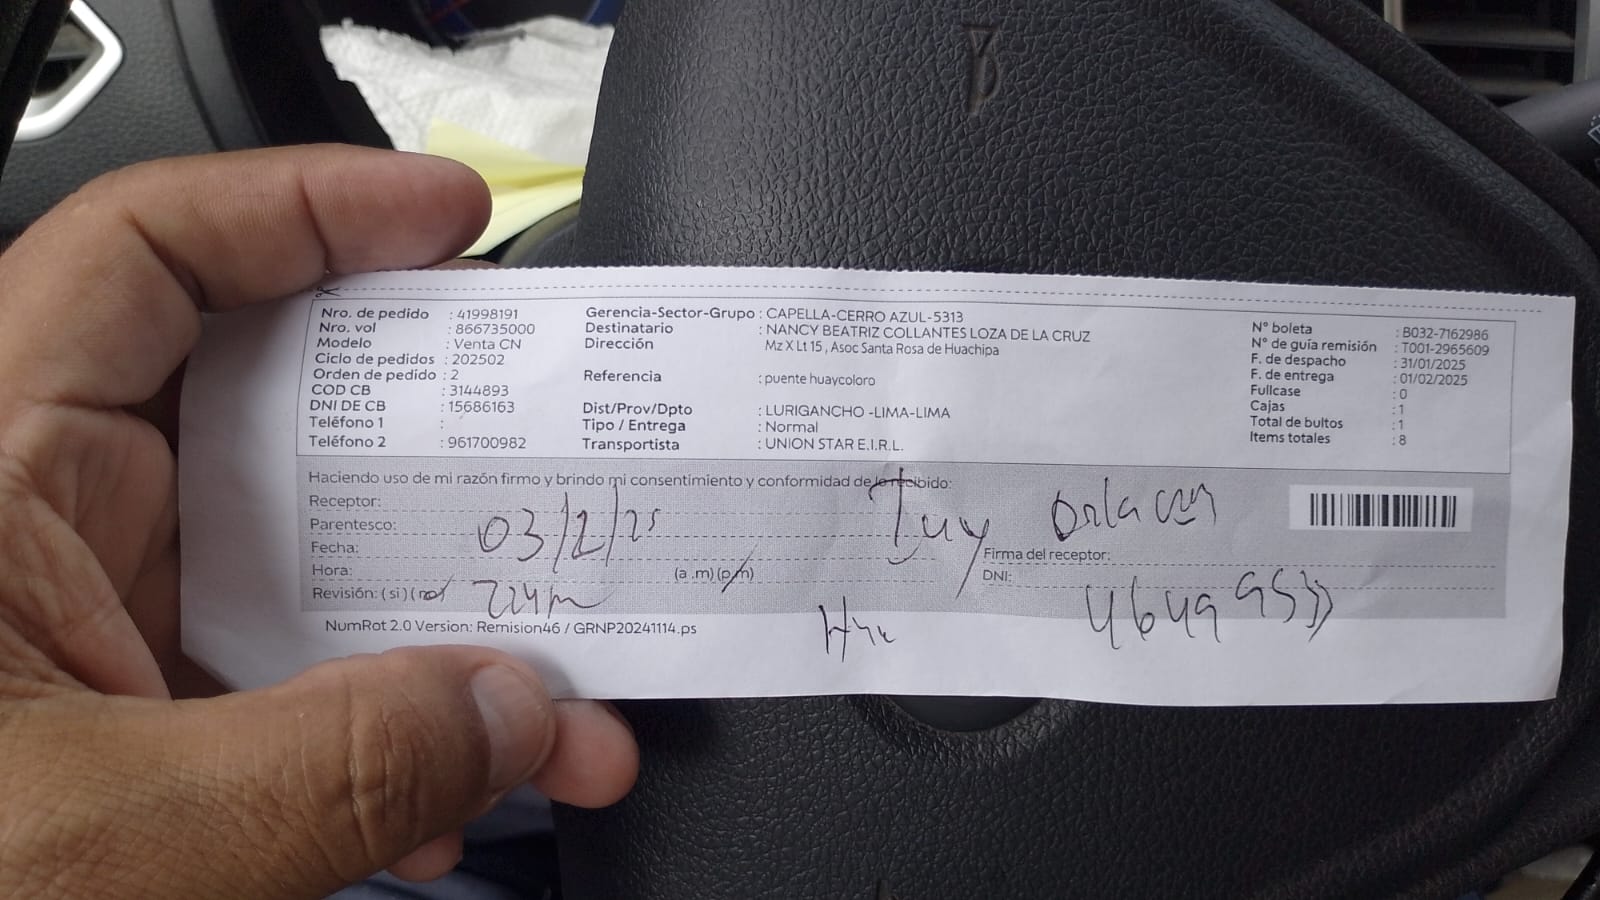 Nro. de pedido : 41998191
Nro. vol : 866735000
Modelo : Venta CN
Ciclo de pedidos : 202502
Orden de pedido : 2
COD CB : 3144893
DNI DE CB : 15686163
Teléfono 1 :
Teléfono 2 : 961700982
Gerencia-Sector-Grupo : CAPELLA-CERRO AZUL-5313
Destinatario : NANCY BEATRIZ COLLANTES LOZA DE LA CRUZ
Dirección Mz X Lt 15 , Asoc Santa Rosa de Huachipa
Referencia : puente huaycoloro
Dist/Prov/Dpto : LURIGANCHO -LIMA-LIMA
Tipo / Entrega : Normal
Transportista : UNION STAR E.I.R.L.
N° boleta : B032-7162986
N° de guía remisión : T001-2965609
F. de despacho : 31/01/2025
F. de entrega : 01/02/2025
Fullcase : 0
Cajas : 1
Total de bultos : 1
Items totales : 8
Haciendo uso de mi razón firmo y brindo mi consentimiento y conformidad de lo recibido:
Receptor:
Parentesco:
Fecha: 03/2/25
Hora: (a .m) (p.m)
Revisión: ( si ) ( no )
Firma del receptor:
DNI:
NumRot 2.0 Version: Remision46 / GRNP20241114.ps